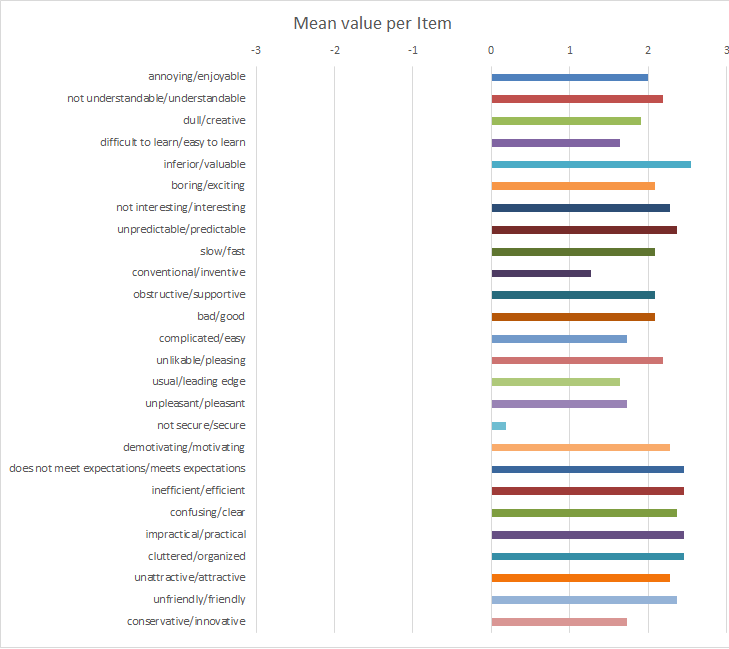 Mean value per Item
-3 -2 -1 0 1 2 3
annoying/enjoyable
not understandable/understandable
dull/creative
difficult to learn/easy to learn
inferior/valuable
boring/exciting
not interesting/interesting
unpredictable/predictable
slow/fast
conventional/inventive
obstructive/supportive
bad/good
complicated/easy
unlikable/pleasing
usual/leading edge
unpleasant/pleasant
not secure/secure
demotivating/motivating
does not meet expectations/meets expectations
inefficient/efficient
confusing/clear
impractical/practical
cluttered/organized
unattractive/attractive
unfriendly/friendly
conservative/innovative